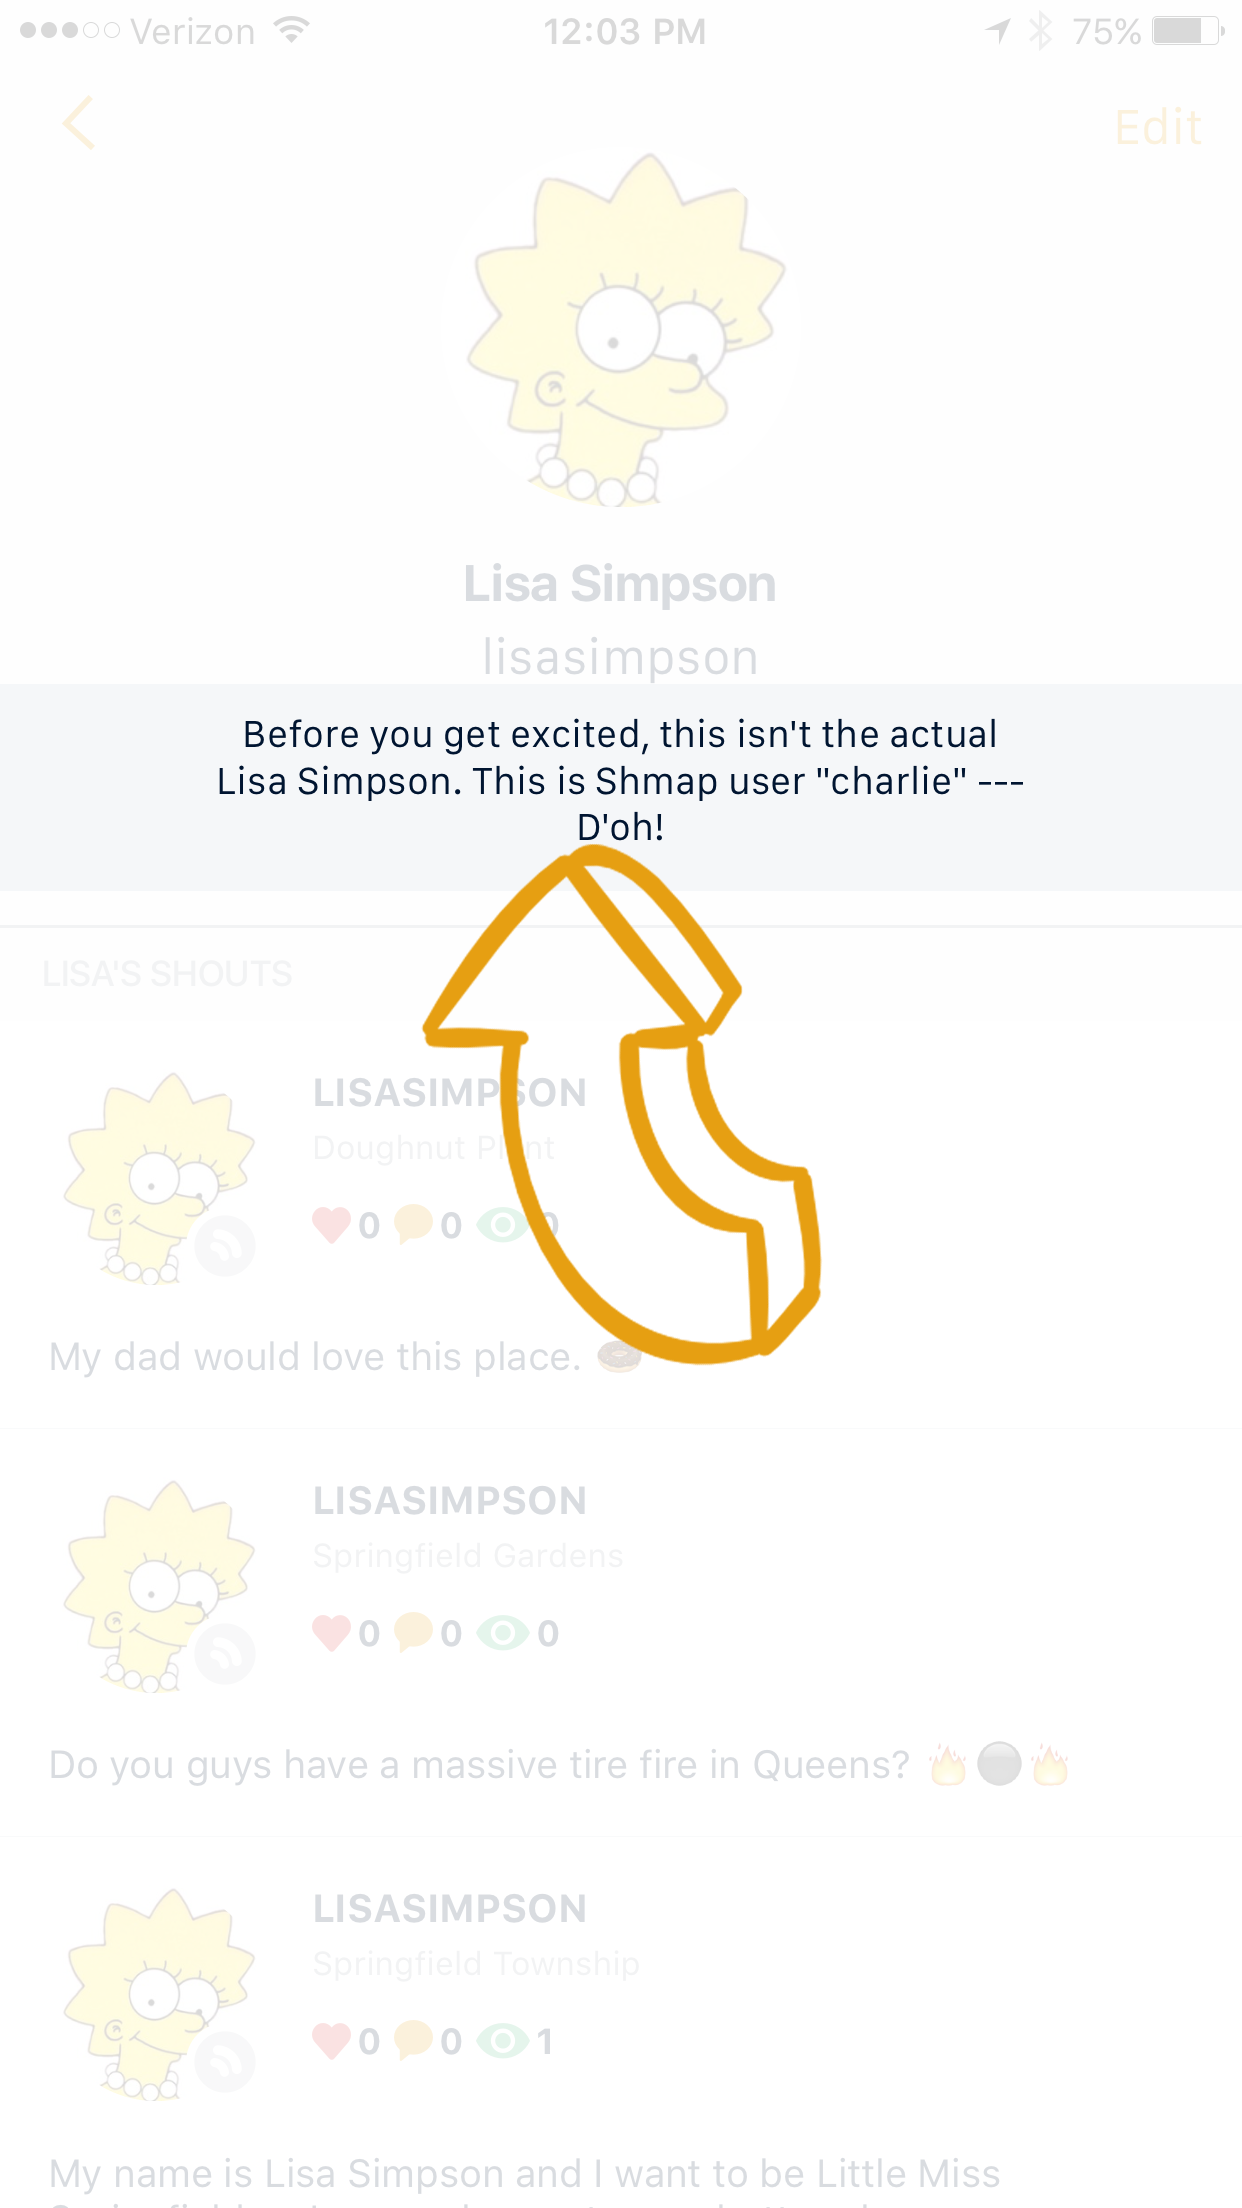 Verizon 12:03 PM 75%
Edit
Lisa Simpson
lisasimpson
Before you get excited, this isn't the actual
Lisa Simpson. This is Shmap user "charlie" ---
D'oh!
LISA'S SHOUTS
LISASIMPSON
Doughnut Plant
0 0 0
My dad would love this place. 🍩
LISASIMPSON
Springfield Gardens
0 0 0
Do you guys have a massive tire fire in Queens? 🔥⚫🔥
LISASIMPSON
Springfield Township
0 0 1
My name is Lisa Simpson and I want to be Little Miss